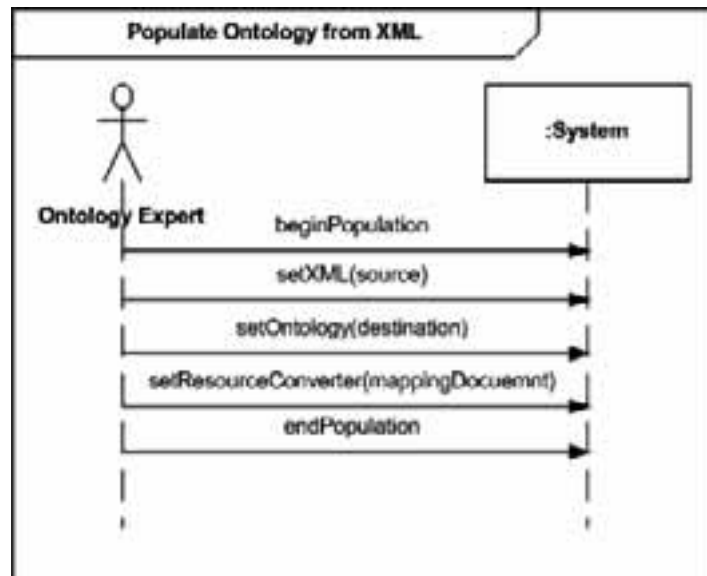 Populate Ontology from XML
:System
Ontology Expert
beginPopulation
setXML(source)
setOntology(destination)
setResourceConverter(mappingDocuemnt)
endPopulation